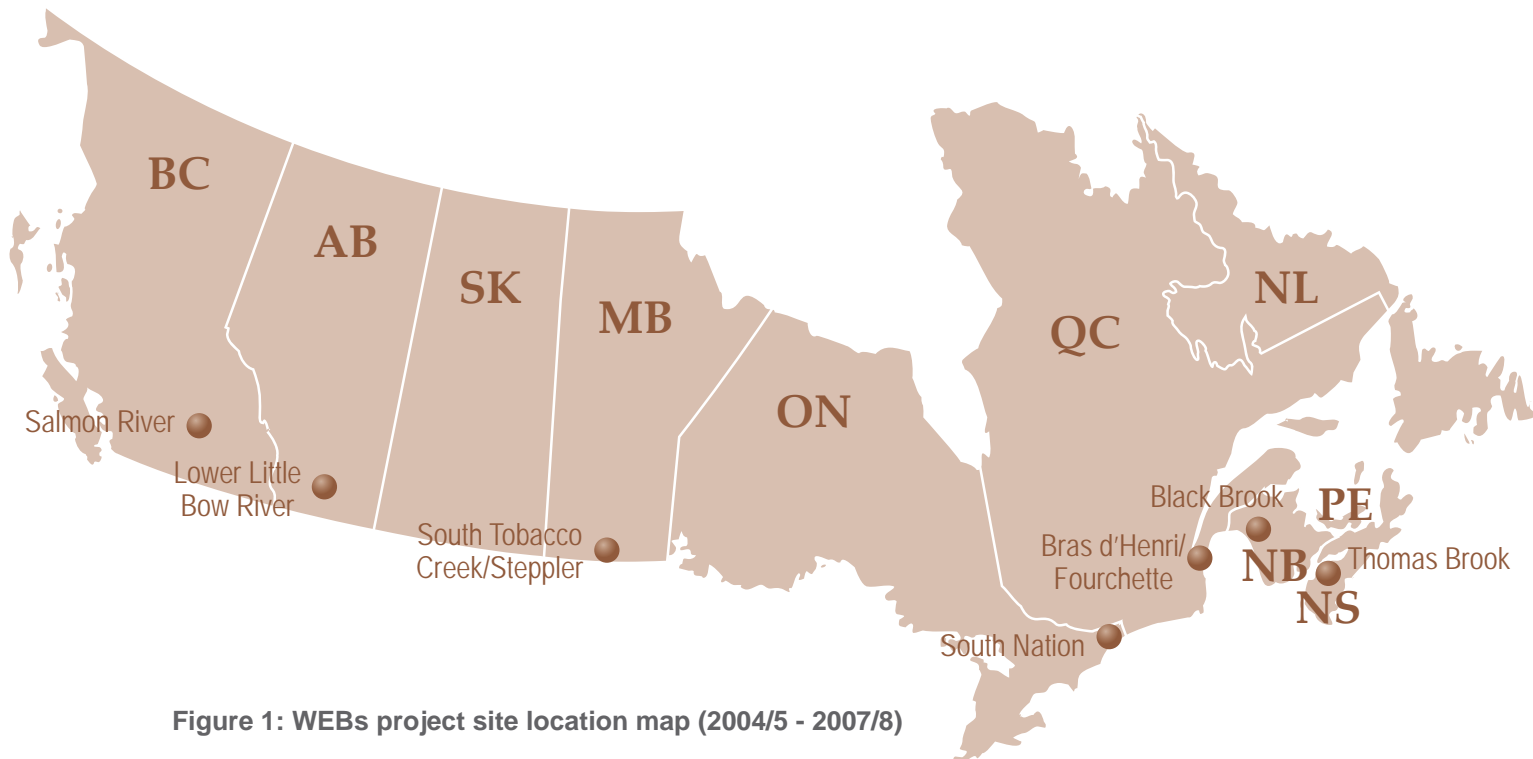 BC
AB
SK
MB
ON
QC
NL
PE
NB
NS
Salmon River
Lower Little
Bow River
South Tobacco
Creek/Steppler
South Nation
Bras d'Henri/
Fourchette
Black Brook
Thomas Brook
Figure 1: WEBs project site location map (2004/5 - 2007/8)